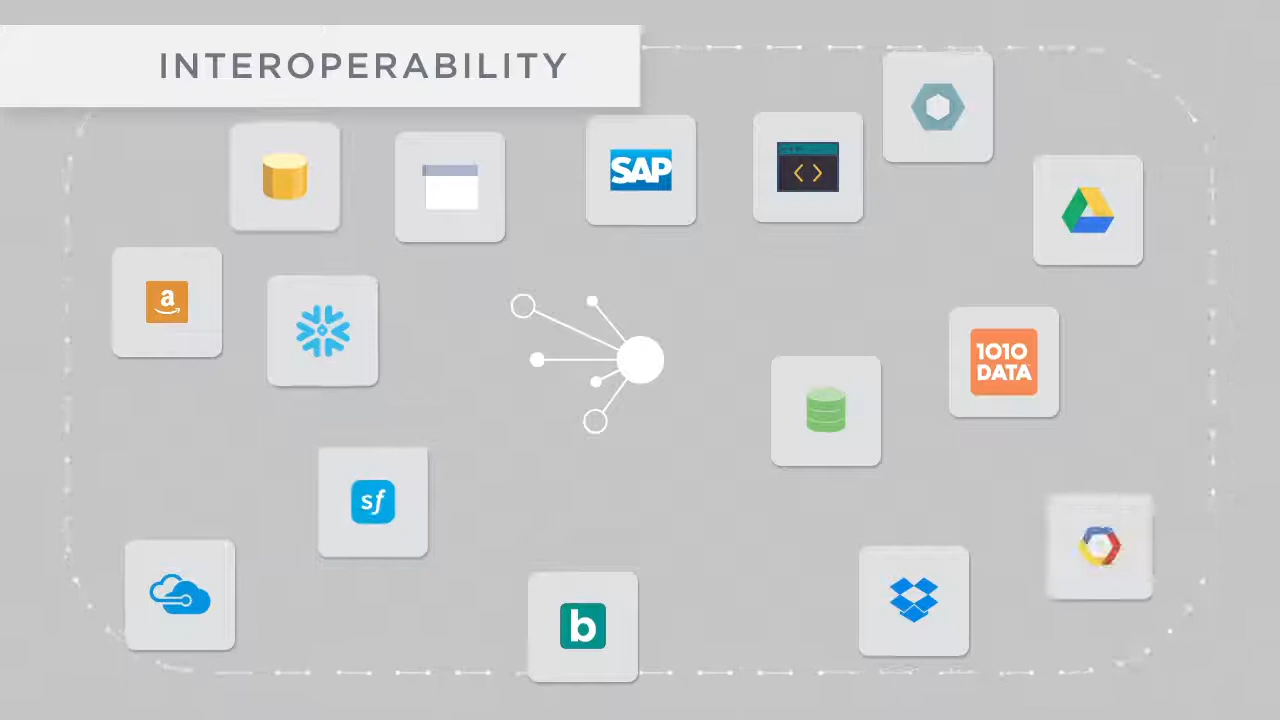 INTEROPERABILITY
SAP
< >
a
1010
DATA
sf
b